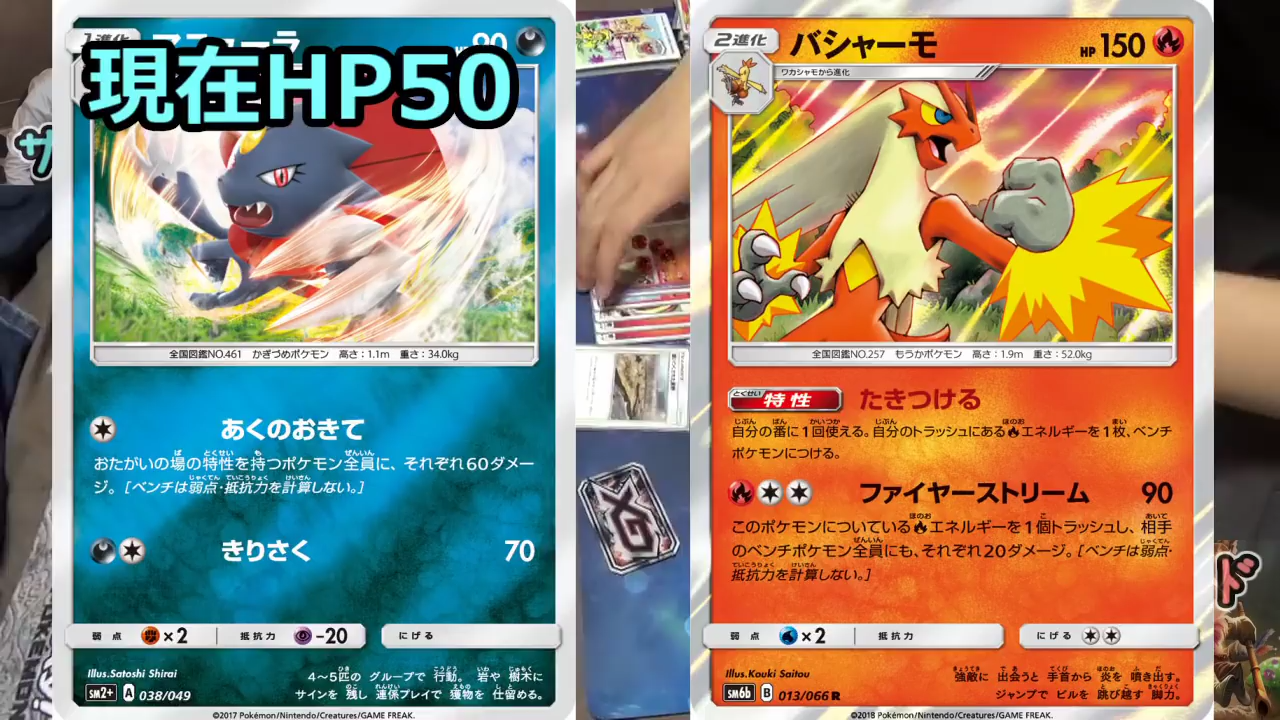 現在HP50
1進化
マニューラ
HP 90
全国図鑑NO.461 かぎづめポケモン 高さ:1.1m 重さ:34.0kg
あくのおきて
おたがいの場の特性を持つポケモン全員に、それぞれ60ダメー
ジ。[ベンチは弱点・抵抗力を計算しない。]
きりさく 70
弱点 ×2 抵抗力 -20 にげる
Illus.Satoshi Shirai
SM2+ A 038/049
4~5匹の グループで 行動。 岩や 樹木に
サインを 残し 連係プレイで 獲物を 仕留める。
©2017 Pokémon/Nintendo/Creatures/GAME FREAK.
サ
GX
2進化
バシャーモ
HP 150
ワカシャモから進化
全国図鑑NO.257 もうかポケモン 高さ:1.9m 重さ:52.0kg
とくせい
特性 たきつける
自分の番に1回使える。自分のトラッシュにあるエネルギーを1枚、ベンチ
ポケモンにつける。
ファイヤーストリーム 90
このポケモンについているエネルギーを1個トラッシュし、相手
のベンチポケモン全員にも、それぞれ20ダメージ。[ベンチは弱点・
抵抗力を計算しない。]
弱点 ×2 抵抗力 にげる
Illus.Kouki Saitou
SM6b B 013/066 R
強敵に 出会うと 手首から 炎を 噴き出す。
ジャンプで ビルを 跳び越す 脚力。
©2018 Pokémon/Nintendo/Creatures/GAME FREAK.
ド